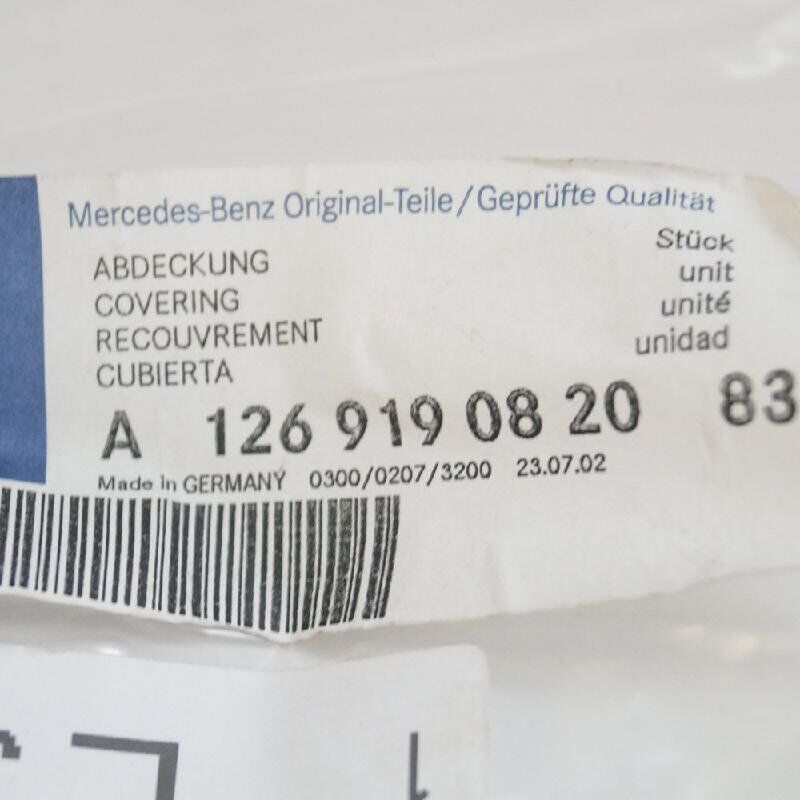 Mercedes-Benz Original-Teile/Geprüfte Qualität
Stück
ABDECKUNG
unit
COVERING
unité
RECOUVREMENT
unidad
CUBIERTA
A 126 919 08 20 83
Made in GERMANY 0300/0207/3200 23.07.02